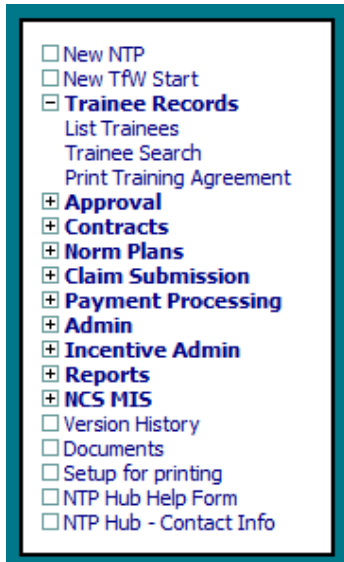 New NTP
New TfW Start
Trainee Records
List Trainees
Trainee Search
Print Training Agreement
Approval
Contracts
Norm Plans
Claim Submission
Payment Processing
Admin
Incentive Admin
Reports
NCS MIS
Version History
Documents
Setup for printing
NTP Hub Help Form
NTP Hub - Contact Info